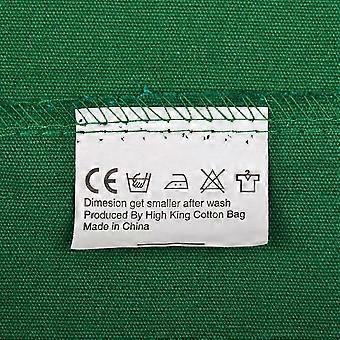 CE
Dimesion get smaller after wash
Produced By High King Cotton Bag
Made in China